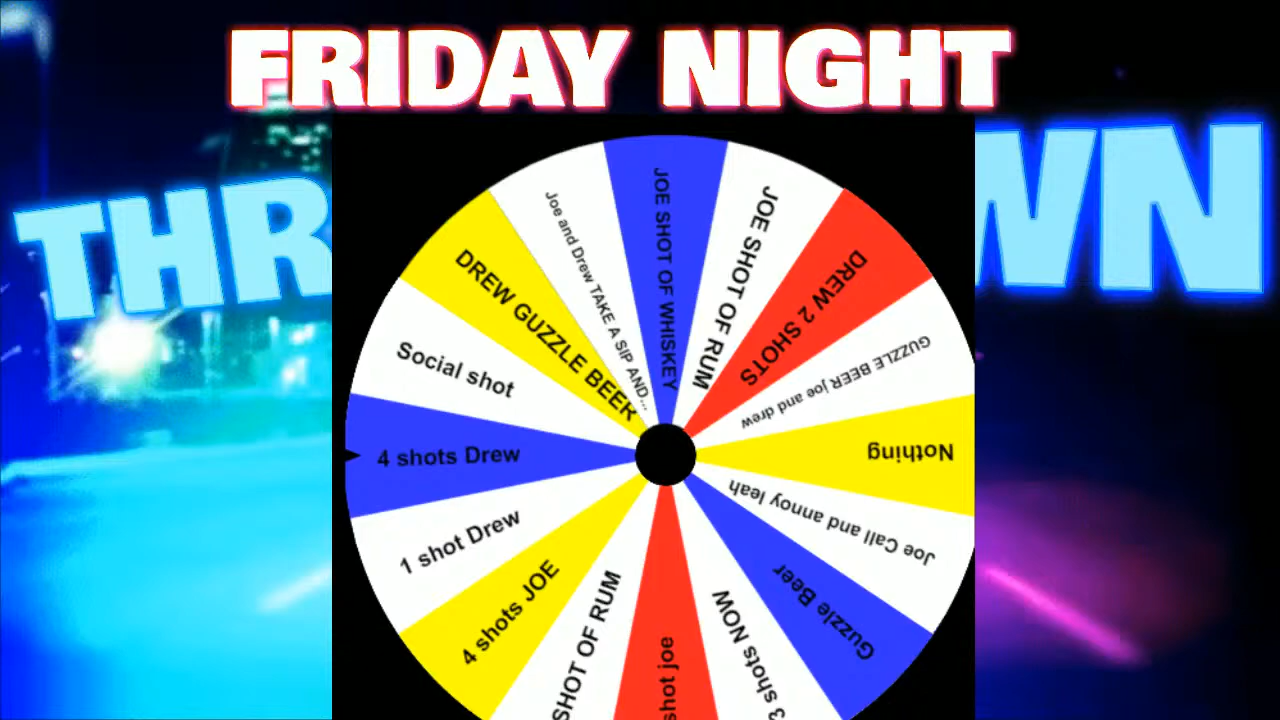 FRIDAY NIGHT
THR
WN
JOE SHOT OF WHISKEY
JOE SHOT OF RUM
DREW 2 SHOTS
GUZZLE BEER joe and drew
Nothing
Joe Call and annoy leah
Guzzle Beer
3 shots NOW
shot joe
SHOT OF RUM
4 shots JOE
1 shot Drew
4 shots Drew
Social shot
DREW GUZZLE BEER
Joe and Drew TAKE A SIP AND...